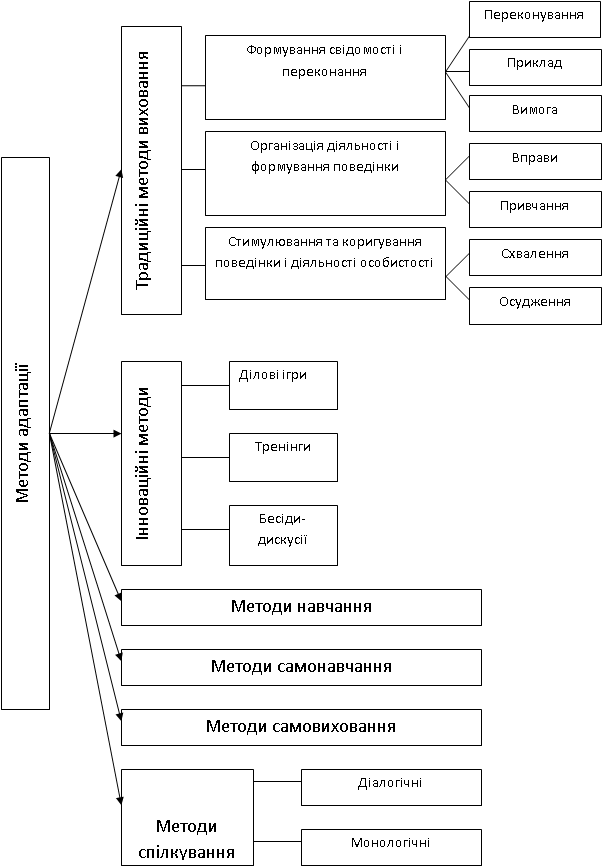 Методи адаптації
Традиційні методи виховання
Формування свідомості і
переконання
Переконування
Приклад
Вимога
Організація діяльності і
формування поведінки
Вправи
Привчання
Стимулювання та коригування
поведінки і діяльності особистості
Схвалення
Осудження
Інноваційні методи
Ділові ігри
Тренінги
Бесіди-
дискусії
Методи навчання
Методи самонавчання
Методи самовиховання
Методи
спілкування
Діалогічні
Монологічні